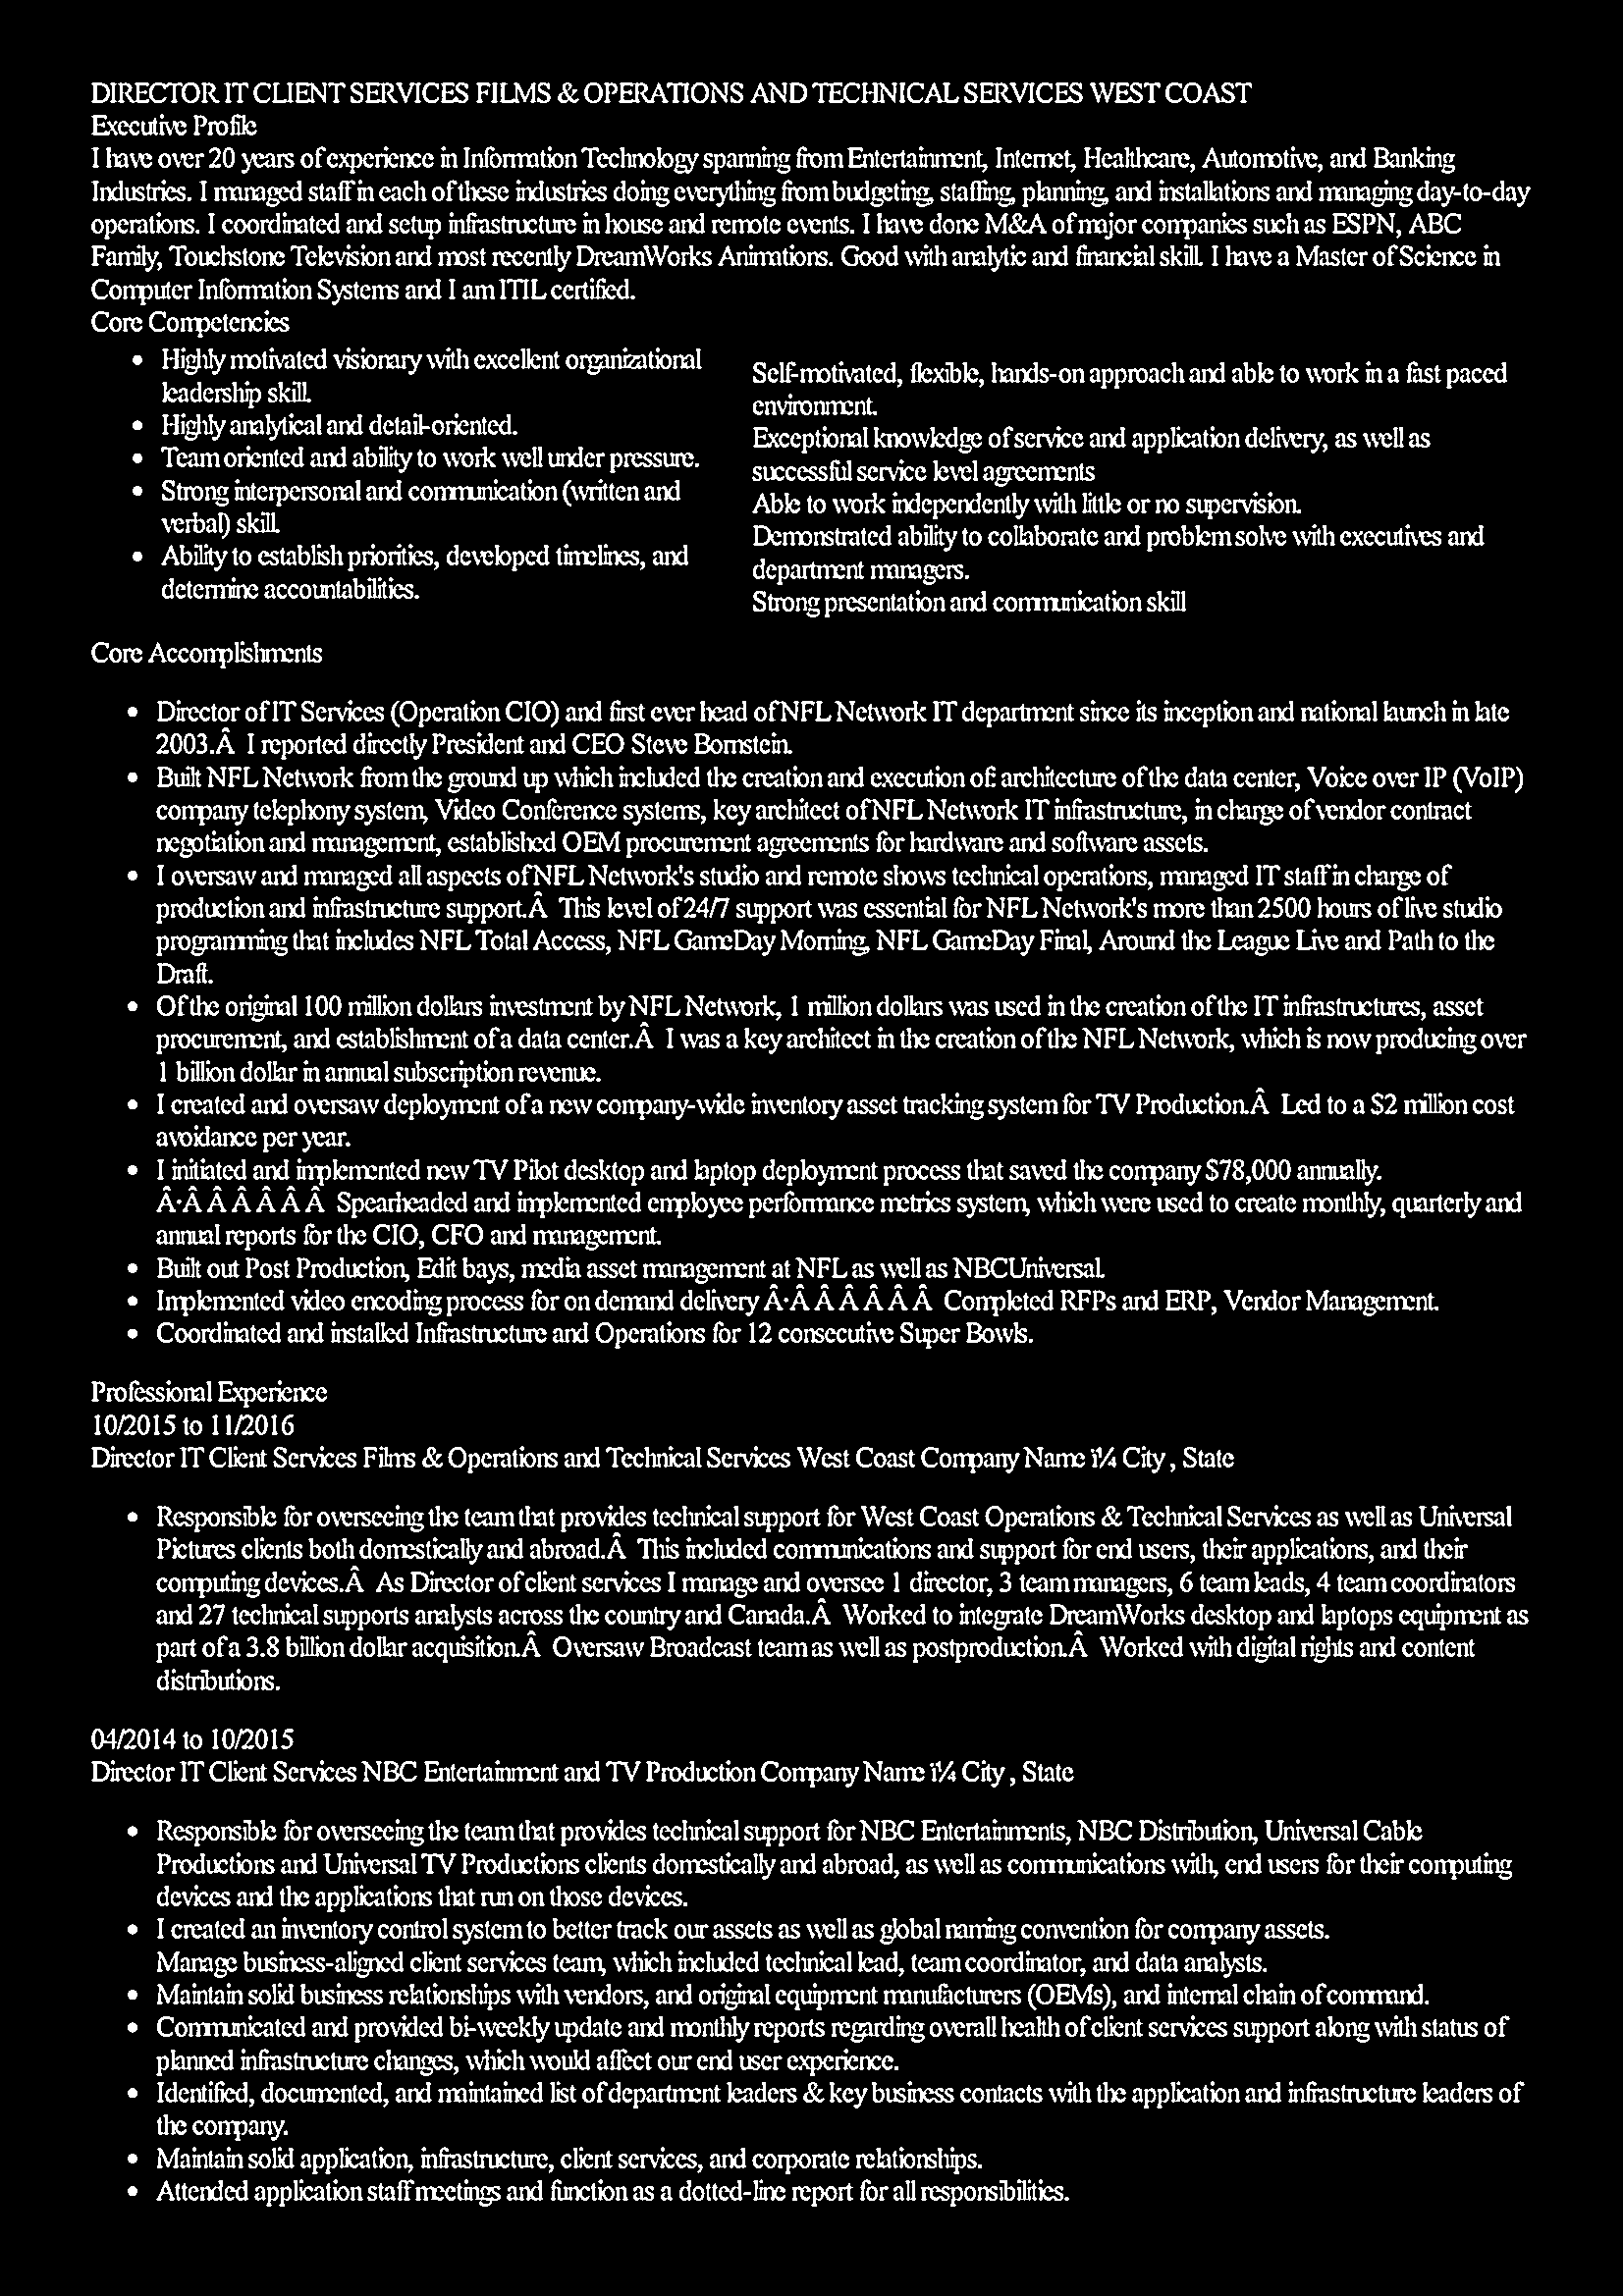 DIRECTOR IT CLIENT SERVICES FILMS & OPERATIONS AND TECHNICAL SERVICES WEST COAST
Executive Profile
I have over 20 years of experience in Information Technology spanning from Entertainment, Internet, Healthcare, Automotive, and Banking
Industries. I managed staff in each of these industries doing everything from budgeting, staffing, planning, and installations and managing day-to-day
operations. I coordinated and setup infrastructure in house and remote events. I have done M&A of major companies such as ESPN, ABC
Family, Touchstone Television and most recently DreamWorks Animations. Good with analytic and financial skill. I have a Master of Science in
Computer Information Systems and I am ITIL certified.
Core Competencies
• Highly motivated visionary with excellent organizational
leadership skill.
• Highly analytical and detail-oriented.
• Team oriented and ability to work well under pressure.
• Strong interpersonal and communication (written and
verbal) skill.
• Ability to establish priorities, developed timelines, and
determine accountabilities.
Self-motivated, flexible, hands-on approach and able to work in a fast paced
environment.
Exceptional knowledge of service and application delivery, as well as
successful service level agreements
Able to work independently with little or no supervision.
Demonstrated ability to collaborate and problem solve with executives and
department managers.
Strong presentation and communication skill
Core Accomplishments
• Director of IT Services (Operation CIO) and first ever head of NFL Network IT department since its inception and national launch in late
2003.Â I reported directly President and CEO Steve Bornstein.
• Built NFL Network from the ground up which included the creation and execution of: architecture of the data center, Voice over IP (VoIP)
company telephony system, Video Conference systems, key architect of NFL Network IT infrastructure, in charge of vendor contract
negotiation and management, established OEM procurement agreements for hardware and software assets.
• I oversaw and managed all aspects of NFL Network's studio and remote shows technical operations, managed IT staff in charge of
production and infrastructure support.Â This level of 24/7 support was essential for NFL Network's more than 2500 hours of live studio
programming that includes NFL Total Access, NFL GameDay Morning, NFL GameDay Final, Around the League Live and Path to the
Draft.
• Of the original 100 million dollars investment by NFL Network, 1 million dollars was used in the creation of the IT infrastructures, asset
procurement, and establishment of a data center.Â I was a key architect in the creation of the NFL Network, which is now producing over
1 billion dollar in annual subscription revenue.
• I created and oversaw deployment of a new company-wide inventory asset tracking system for TV Production.Â Led to a $2 million cost
avoidance per year.
• I initiated and implemented new TV Pilot desktop and laptop deployment process that saved the company $78,000 annually.
Â·Â Â Â Â Â Â Spearheaded and implemented employee performance metrics system, which were used to create monthly, quarterly and
annual reports for the CIO, CFO and management.
• Built out Post Production, Edit bays, media asset management at NFL as well as NBCUniversal.
• Implemented video encoding process for on demand delivery Â·Â Â Â Â Â Â Completed RFPs and ERP, Vendor Management.
• Coordinated and installed Infrastructure and Operations for 12 consecutive Super Bowls.
Professional Experience
10/2015 to 11/2016
Director IT Client Services Films & Operations and Technical Services West Coast Company Name ï¼ City , State
• Responsible for overseeing the team that provides technical support for West Coast Operations & Technical Services as well as Universal
Pictures clients both domestically and abroad.Â This included communications and support for end users, their applications, and their
computing devices.Â As Director of client services I manage and oversee 1 director, 3 team managers, 6 team leads, 4 team coordinators
and 27 technical supports analysts across the country and Canada.Â Worked to integrate DreamWorks desktop and laptops equipment as
part of a 3.8 billion dollar acquisition.Â Oversaw Broadcast team as well as postproduction.Â Worked with digital rights and content
distributions.
04/2014 to 10/2015
Director IT Client Services NBC Entertainment and TV Production Company Name ï¼ City , State
• Responsible for overseeing the team that provides technical support for NBC Entertainments, NBC Distribution, Universal Cable
Productions and Universal TV Productions clients domestically and abroad, as well as communications with, end users for their computing
devices and the applications that run on those devices.
• I created an inventory control system to better track our assets as well as global naming convention for company assets.
Manage business-aligned client services team, which included technical lead, team coordinator, and data analysts.
• Maintain solid business relationships with vendors, and original equipment manufacturers (OEMs), and internal chain of command.
• Communicated and provided bi-weekly update and monthly reports regarding overall health of client services support along with status of
planned infrastructure changes, which would affect our end user experience.
• Identified, documented, and maintained list of department leaders & key business contacts with the application and infrastructure leaders of
the company.
• Maintain solid application, infrastructure, client services, and corporate relationships.
• Attended application staff meetings and function as a dotted-line report for all responsibilities.